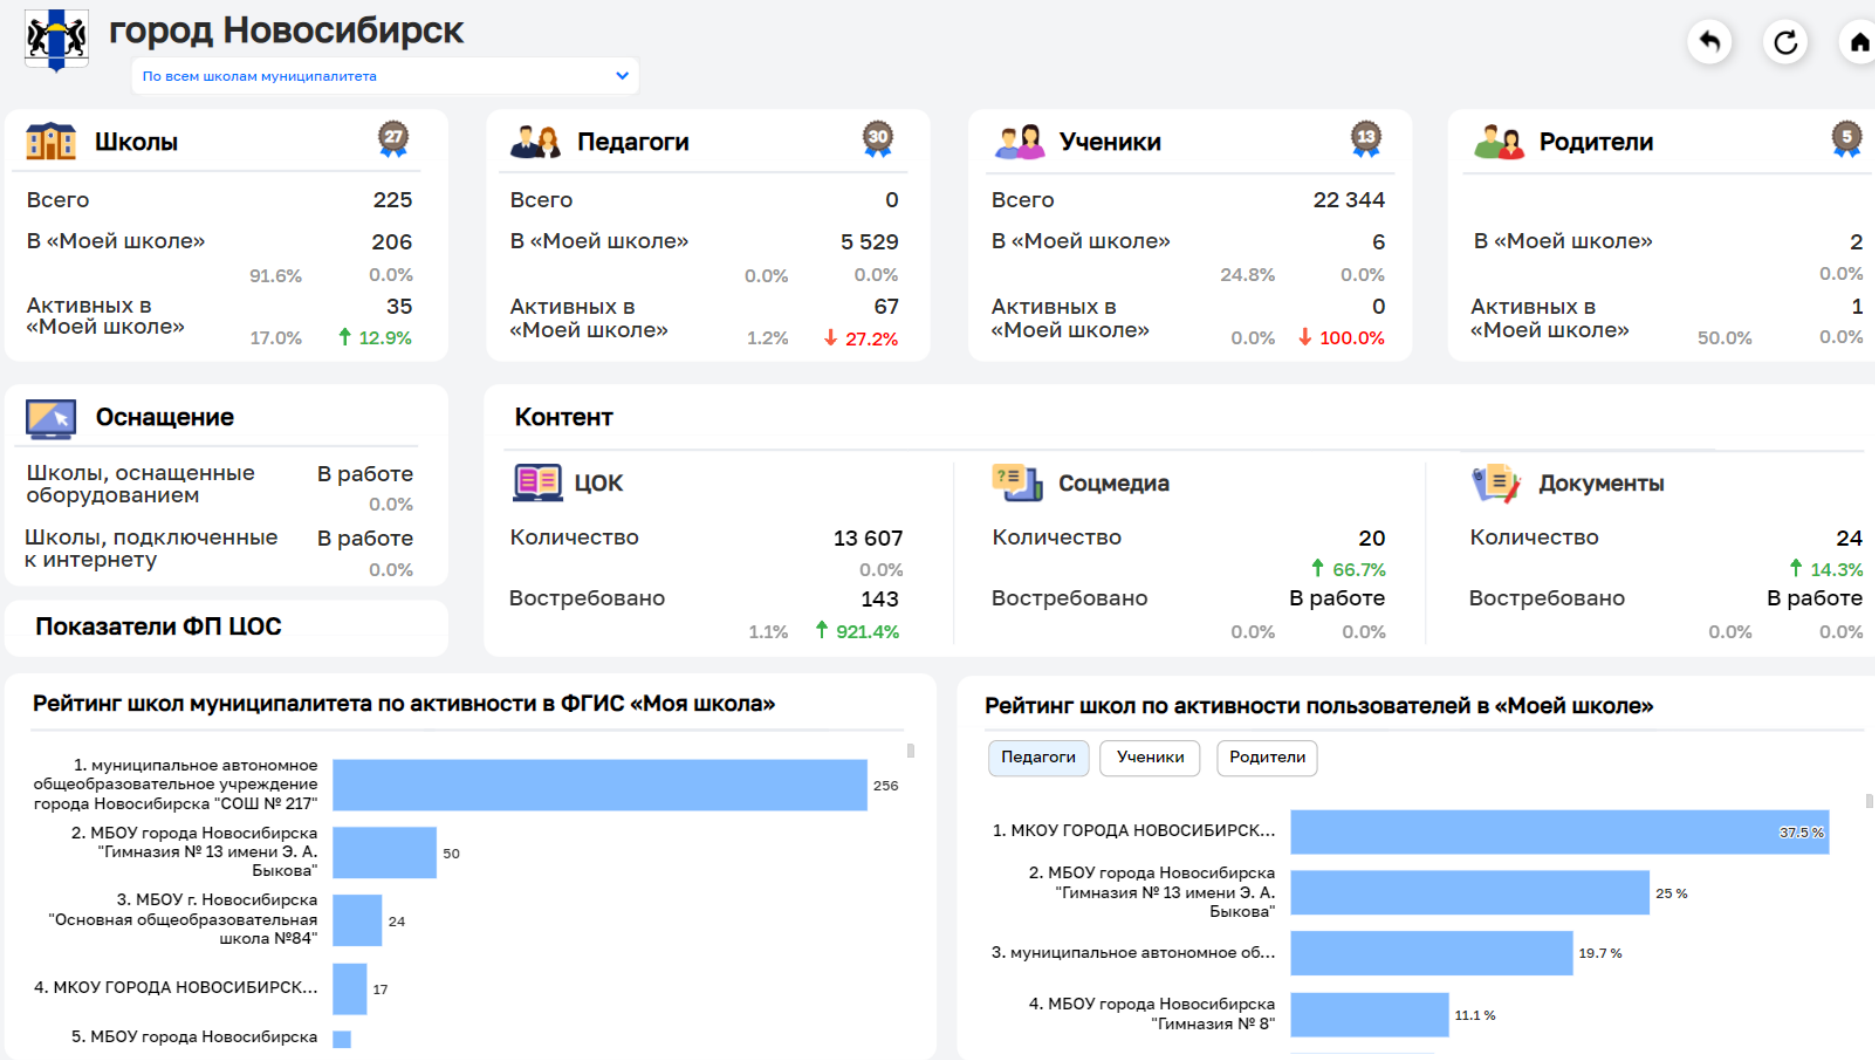 город Новосибирск
По всем школам муниципалитета
Школы
27
Всего 225
В «Моей школе» 206
91.6% 0.0%
Активных в
«Моей школе»
35
17.0% 12.9%
Педагоги
30
Всего 0
В «Моей школе» 5 529
0.0% 0.0%
Активных в
«Моей школе»
67
1.2% 27.2%
Ученики
13
Всего 22 344
В «Моей школе» 6
24.8% 0.0%
Активных в
«Моей школе»
0
0.0% 100.0%
Родители
5
В «Моей школе» 2
0.0%
Активных в
«Моей школе»
1
50.0% 0.0%
Оснащение
Школы, оснащенные
оборудованием
В работе
0.0%
Школы, подключенные
к интернету
В работе
0.0%
Показатели ФП ЦОС
Контент
ЦОК
Количество 13 607
0.0%
Востребовано 143
1.1% 921.4%
Соцмедиа
Количество 20
66.7%
Востребовано В работе
0.0% 0.0%
Документы
Количество 24
14.3%
Востребовано В работе
0.0% 0.0%
Рейтинг школ муниципалитета по активности в ФГИС «Моя школа»
1. муниципальное автономное
общеобразовательное учреждение
города Новосибирска "СОШ № 217"
256
2. МБОУ города Новосибирска
"Гимназия № 13 имени Э. А.
Быкова"
50
3. МБОУ г. Новосибирска
"Основная общеобразовательная
школа №84"
24
4. МКОУ ГОРОДА НОВОСИБИРСК...
17
5. МБОУ города Новосибирска
Рейтинг школ по активности пользователей в «Моей школе»
Педагоги Ученики Родители
1. МКОУ ГОРОДА НОВОСИБИРСК...
37.5 %
2. МБОУ города Новосибирска
"Гимназия № 13 имени Э. А.
Быкова"
25 %
3. муниципальное автономное об...
19.7 %
4. МБОУ города Новосибирска
"Гимназия № 8"
11.1 %